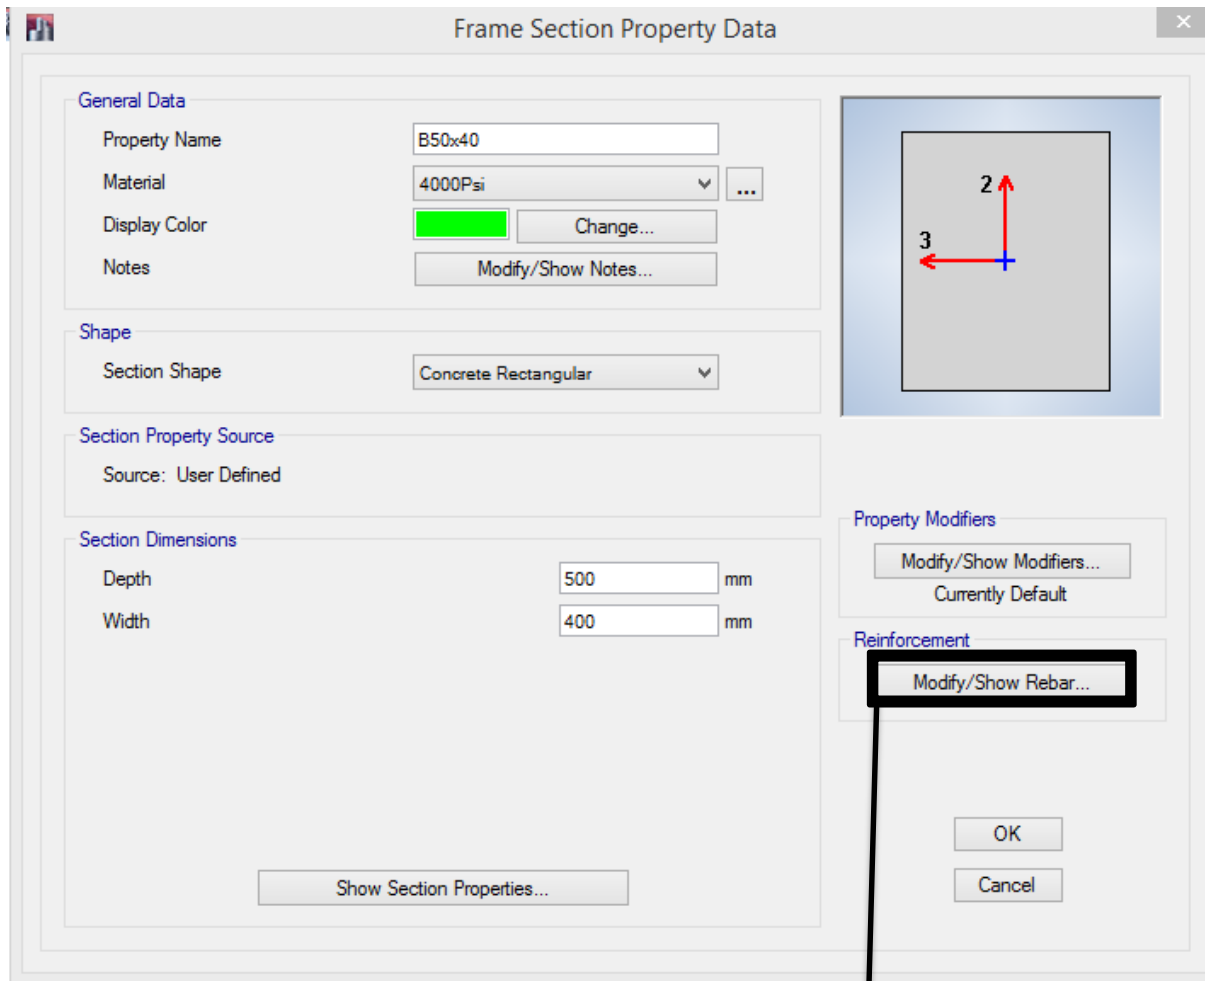 Frame Section Property Data
General Data
Property Name
B50x40
Material
4000Psi
...
Display Color
Change...
Notes
Modify/Show Notes...
2
3
Shape
Section Shape
Concrete Rectangular
Section Property Source
Source: User Defined
Section Dimensions
Depth
500
mm
Width
400
mm
Show Section Properties...
Property Modifiers
Modify/Show Modifiers...
Currently Default
Reinforcement
Modify/Show Rebar...
OK
Cancel